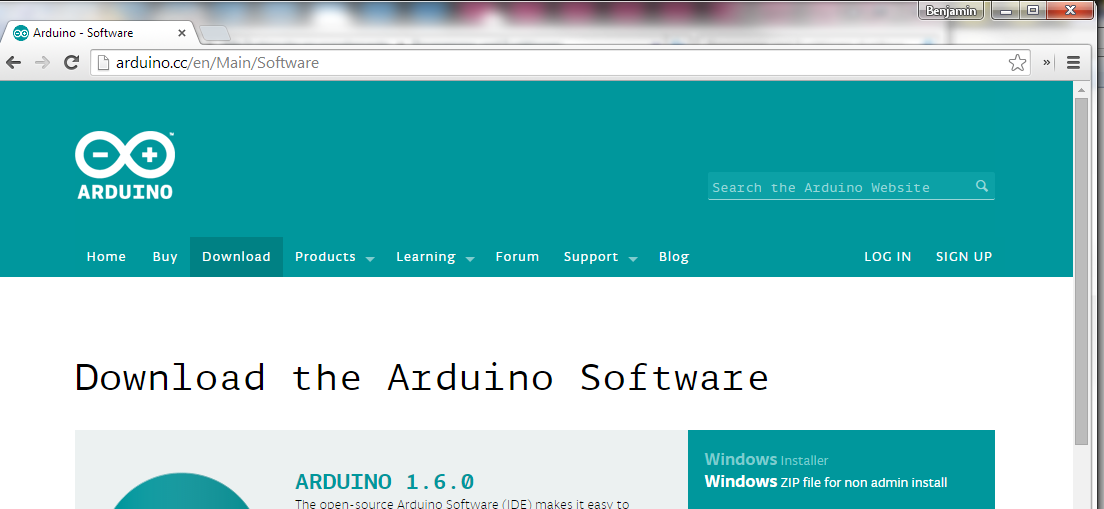 Benjamin
Arduino - Software
arduino.cc/en/Main/Software
ARDUINO™
Search the Arduino Website
Home Buy Download Products Learning Forum Support Blog LOG IN SIGN UP
Download the Arduino Software
Windows Installer
ARDUINO 1.6.0
Windows ZIP file for non admin install
The open-source Arduino Software (IDE) makes it easy to